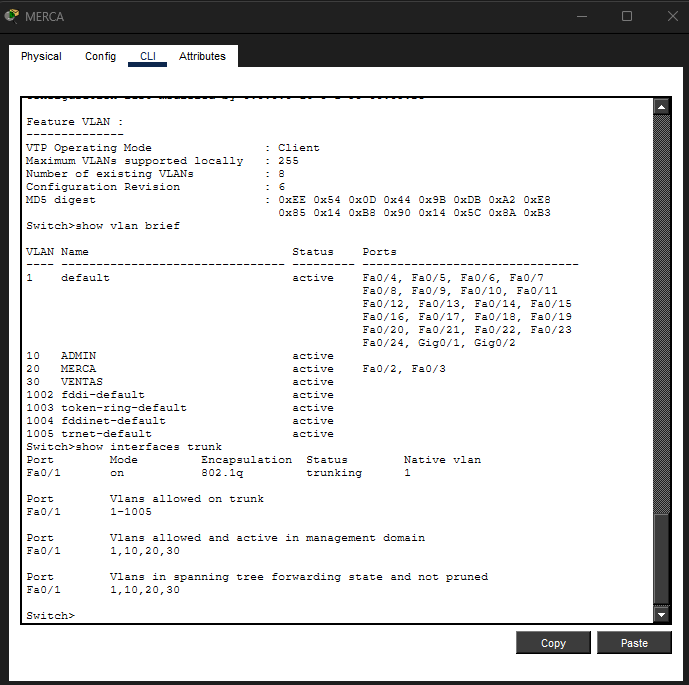 MERCA
Physical Config CLI Attributes
Feature VLAN :
--------------
VTP Operating Mode : Client
Maximum VLANs supported locally : 255
Number of existing VLANs : 8
Configuration Revision : 6
MD5 digest : 0xEE 0x54 0x0D 0x44 0x9B 0xDB 0xA2 0xE8
0x85 0x14 0xB8 0x90 0x14 0x5C 0x8A 0xB3
Switch>show vlan brief
VLAN Name Status Ports
---- -------------------------------- --------- -------------------------------
1 default active Fa0/4, Fa0/5, Fa0/6, Fa0/7
Fa0/8, Fa0/9, Fa0/10, Fa0/11
Fa0/12, Fa0/13, Fa0/14, Fa0/15
Fa0/16, Fa0/17, Fa0/18, Fa0/19
Fa0/20, Fa0/21, Fa0/22, Fa0/23
Fa0/24, Gig0/1, Gig0/2
10 ADMIN active
20 MERCA active Fa0/2, Fa0/3
30 VENTAS active
1002 fddi-default active
1003 token-ring-default active
1004 fddinet-default active
1005 trnet-default active
Switch>show interfaces trunk
Port Mode Encapsulation Status Native vlan
Fa0/1 on 802.1q trunking 1
Port Vlans allowed on trunk
Fa0/1 1-1005
Port Vlans allowed and active in management domain
Fa0/1 1,10,20,30
Port Vlans in spanning tree forwarding state and not pruned
Fa0/1 1,10,20,30
Switch>
Copy Paste